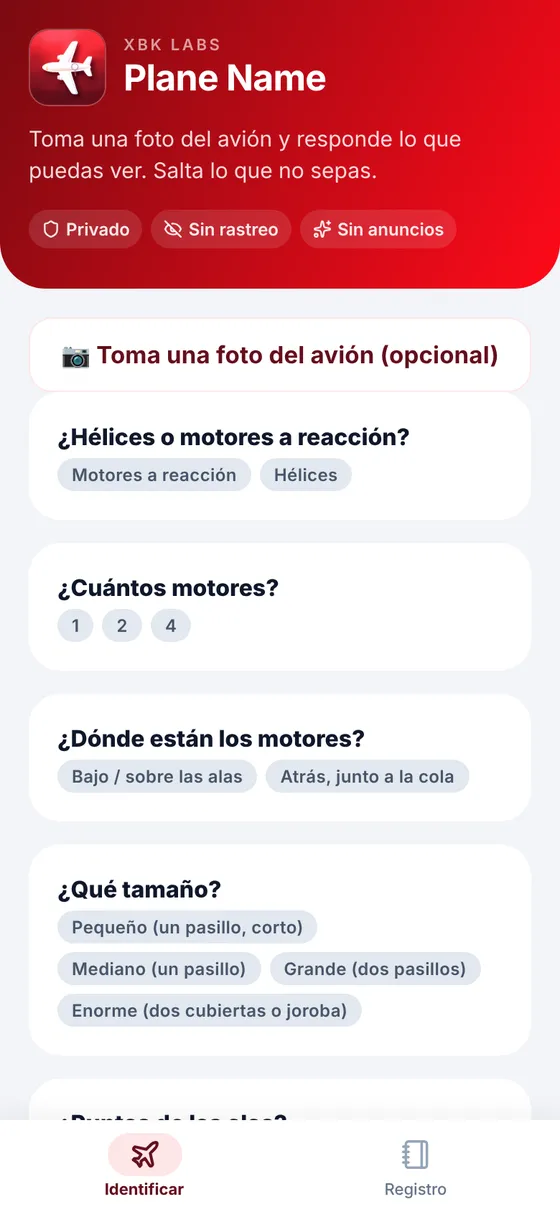 XBK LABS
Plane Name
Toma una foto del avión y responde lo que
puedas ver. Salta lo que no sepas.
Privado
Sin rastreo
Sin anuncios
📷 Toma una foto del avión (opcional)
¿Hélices o motores a reacción?
Motores a reacción
Hélices
¿Cuántos motores?
1
2
4
¿Dónde están los motores?
Bajo / sobre las alas
Atrás, junto a la cola
¿Qué tamaño?
Pequeño (un pasillo, corto)
Mediano (un pasillo)
Grande (dos pasillos)
Enorme (dos cubiertas o joroba)
Identificar
Registro